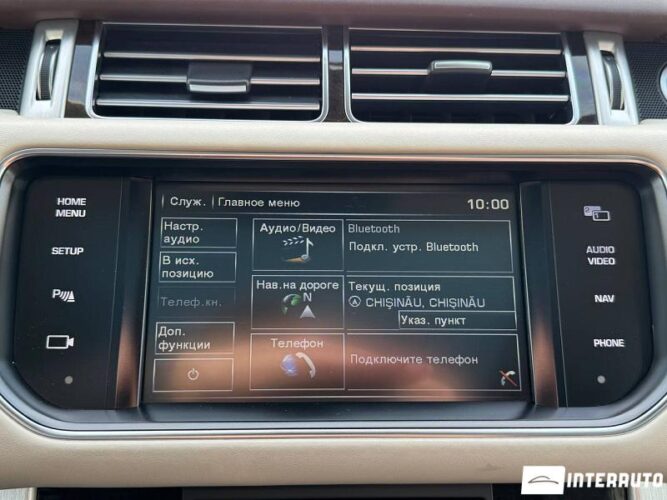 HOME
MENU
SETUP
Служ. Главное меню 10:00
Настр.
аудио
В исх.
позицию
Телеф.кн.
Доп.
функции
Аудио/Видео
Нав.на дороге
N
Телефон
Bluetooth
Подкл. устр. Bluetooth
Текущ. позиция
CHIŞINĂU, CHIŞINĂU
Указ. пункт
Подключите телефон
AUDIO
VIDEO
NAV
PHONE
INTERRAUTO